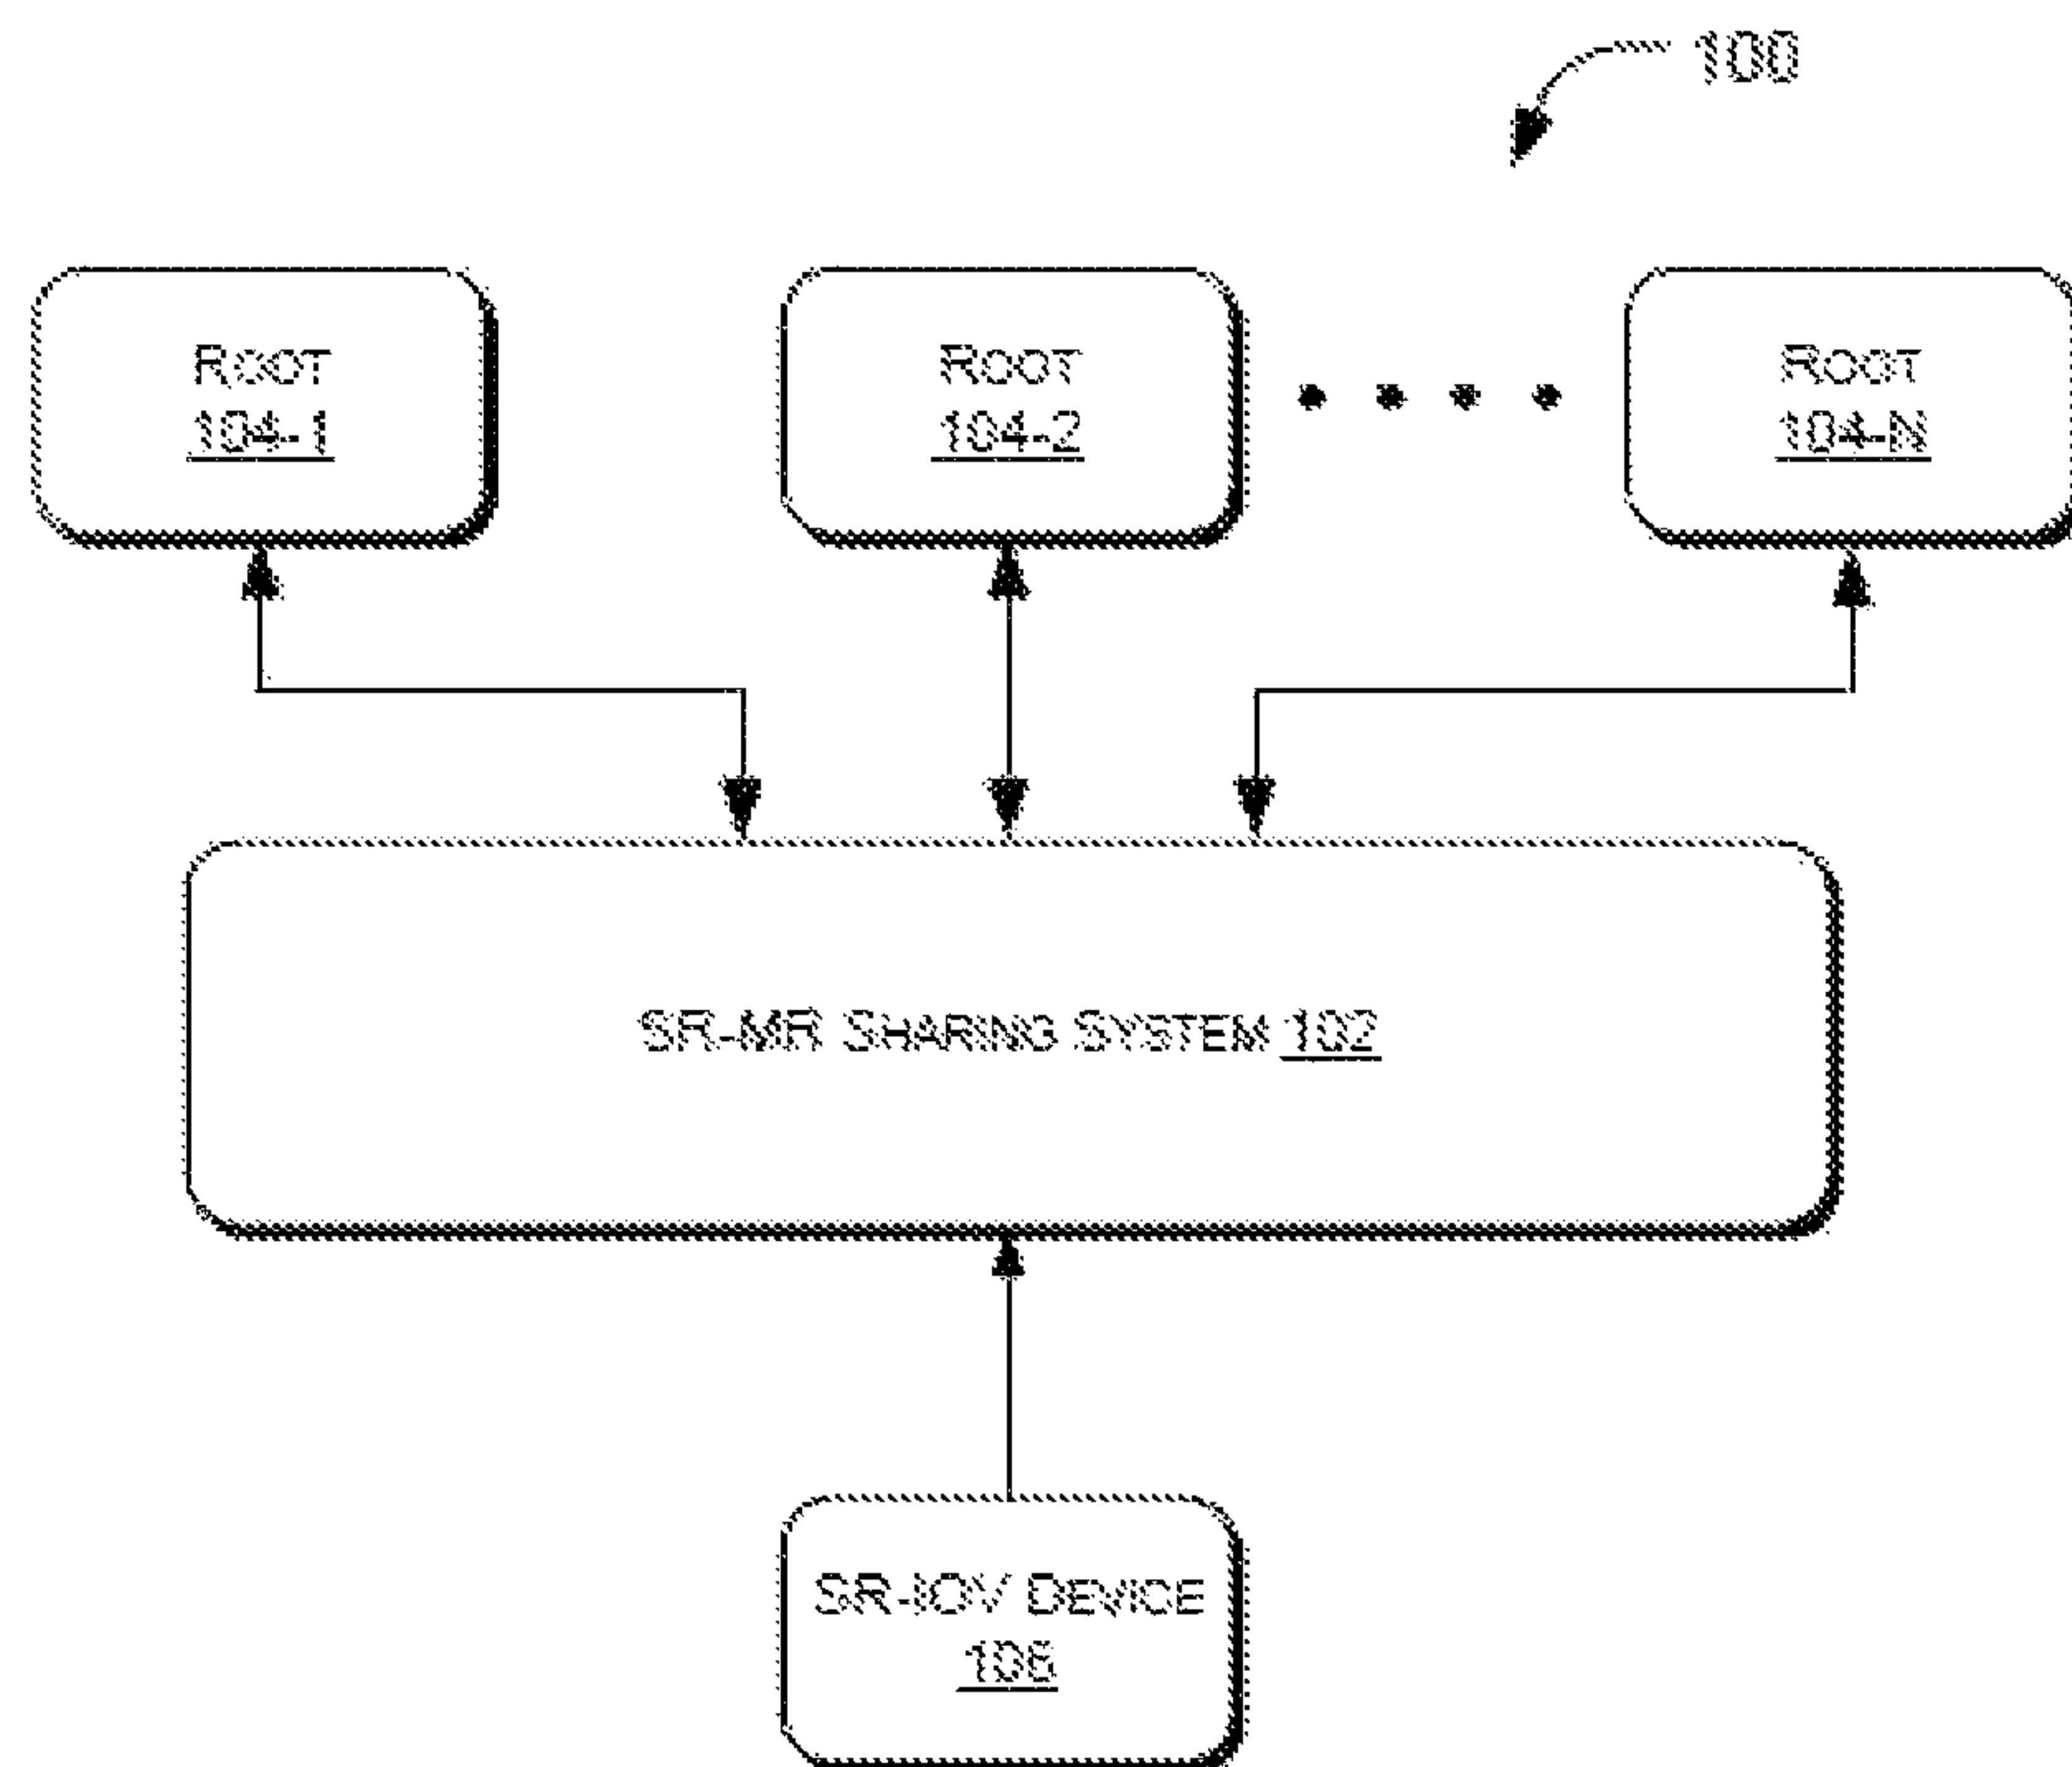 100
ROOT
104-1
ROOT
104-2
ROOT
104-N
SR-MR SHARING SYSTEM 102
SR-IOV DEVICE
106